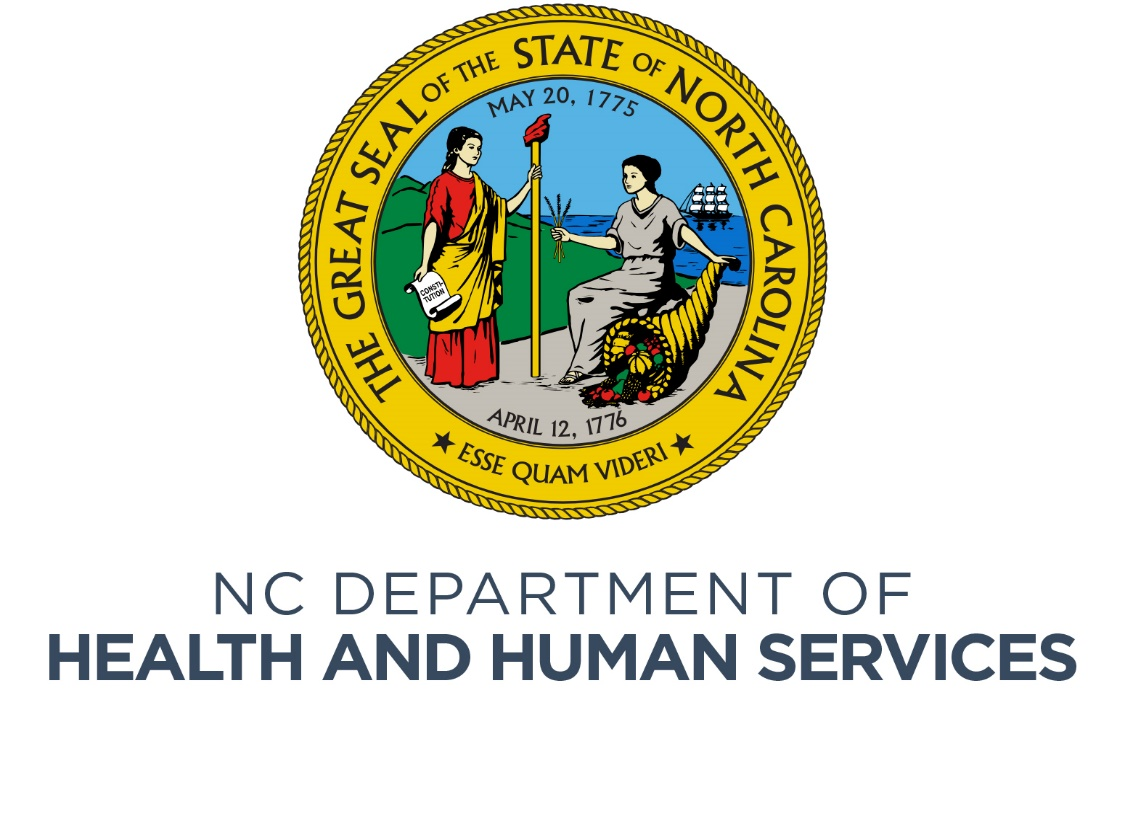 THE GREAT SEAL OF THE STATE OF NORTH CAROLINA
MAY 20, 1775
CONSTI-
TUTION
APRIL 12, 1776
★ ESSE QUAM VIDERI ★
NC DEPARTMENT OF
HEALTH AND HUMAN SERVICES